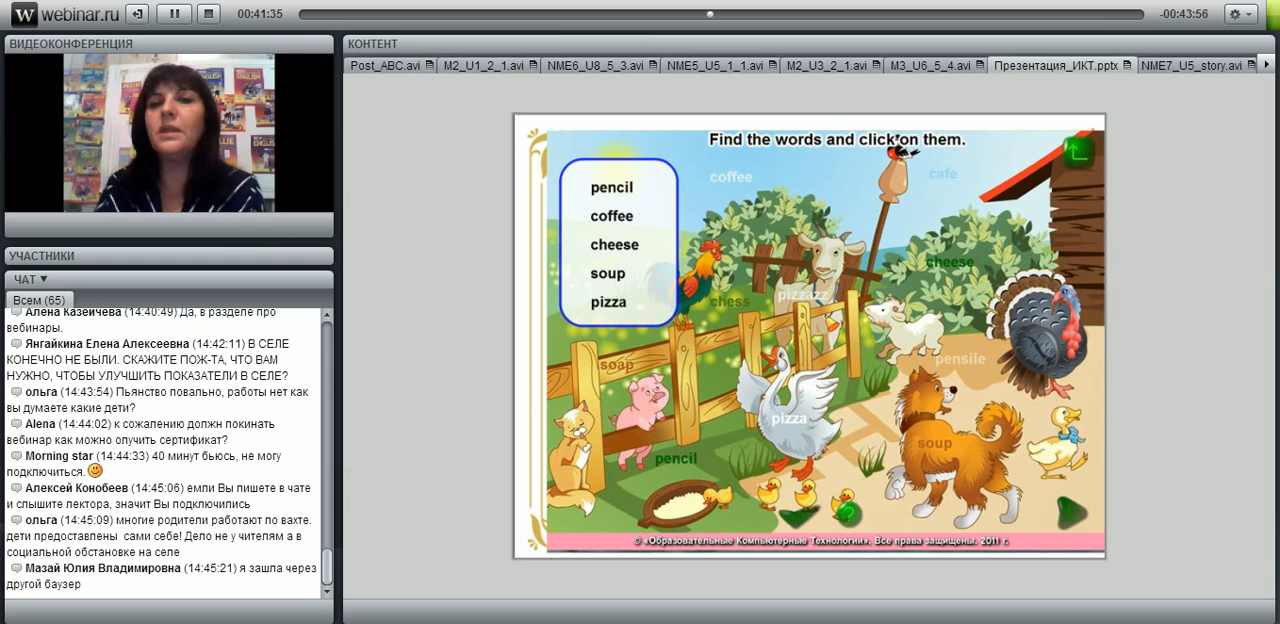 webinar.ru
00:41:35
-00:43:56
ВИДЕОКОНФЕРЕНЦИЯ
УЧАСТНИКИ
ЧАТ
Всем (65)
Алена Казейчева (14:40:49) Да, в разделе про
вебинары.
Янгайкина Елена Алексеевна (14:42:11) В СЕЛЕ
КОНЕЧНО НЕ БЫЛИ. СКАЖИТЕ ПОЖ-ТА, ЧТО ВАМ
НУЖНО, ЧТОБЫ УЛУЧШИТЬ ПОКАЗАТЕЛИ В СЕЛЕ?
ольга (14:43:54) Пьянство повально, работы нет как
вы думаете какие дети?
Alena (14:44:02) к сожалению должн покинать
вебинар как можно олучить сертификат?
Morning star (14:44:33) 40 минут бьюсь, не могу
подключиться.
Алексей Конобеев (14:45:06) емпи Вы пишете в чате
и слышите лектора, значит Вы подключились
ольга (14:45:09) многие родители работают по вахте.
дети предоставлены сами себе! Дело не у чителям а в
социальной обстановке на селе
Мазай Юлия Владимировна (14:45:21) я зашла через
другой баузер
КОНТЕНТ
Post_ABC.avi
M2_U1_2_1.avi
NME6_U8_5_3.avi
NME5_U5_1_1.avi
M2_U3_2_1.avi
M3_U6_5_4.avi
Презентация_ИКТ.pptx
NME7_U5_story.avi
Find the words and click on them.
pencil
coffee
cheese
soup
pizza
coffee
cafe
cheese
chess
pizzazz
pensile
soap
pizza
soup
pencil
© «Образовательные Компьютерные Технологии». Все права защищены. 2011 г.